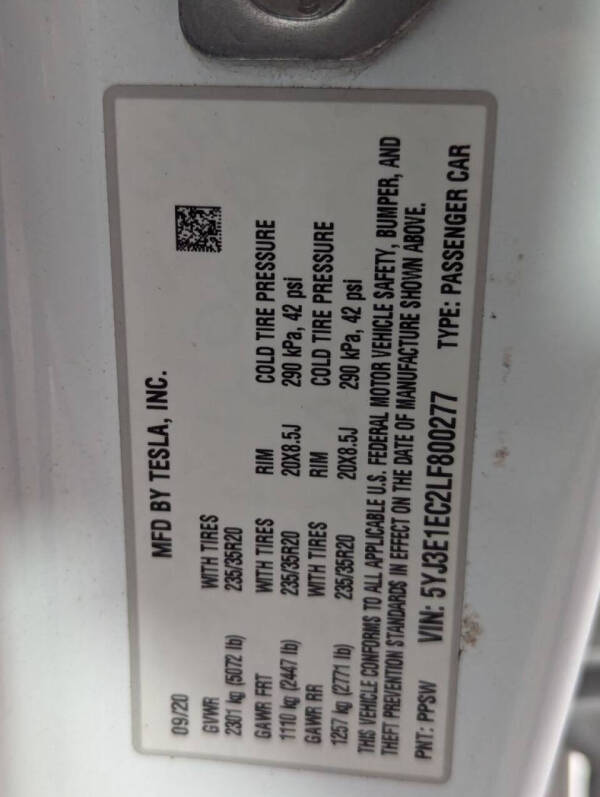 MFD BY TESLA, INC.
09/20
GVWR WITH TIRES
2301 kg (5072 lb) 235/35R20
GAWR FRT WITH TIRES RIM COLD TIRE PRESSURE
1110 kg (2447 lb) 235/35R20 20X8.5J 290 kPa, 42 psi
GAWR RR WITH TIRES RIM COLD TIRE PRESSURE
1257 kg (2771 lb) 235/35R20 20X8.5J 290 kPa, 42 psi
THIS VEHICLE CONFORMS TO ALL APPLICABLE U.S. FEDERAL MOTOR VEHICLE SAFETY, BUMPER, AND
THEFT PREVENTION STANDARDS IN EFFECT ON THE DATE OF MANUFACTURE SHOWN ABOVE.
PNT: PPSW VIN: 5YJ3E1EC2LF800277 TYPE: PASSENGER CAR